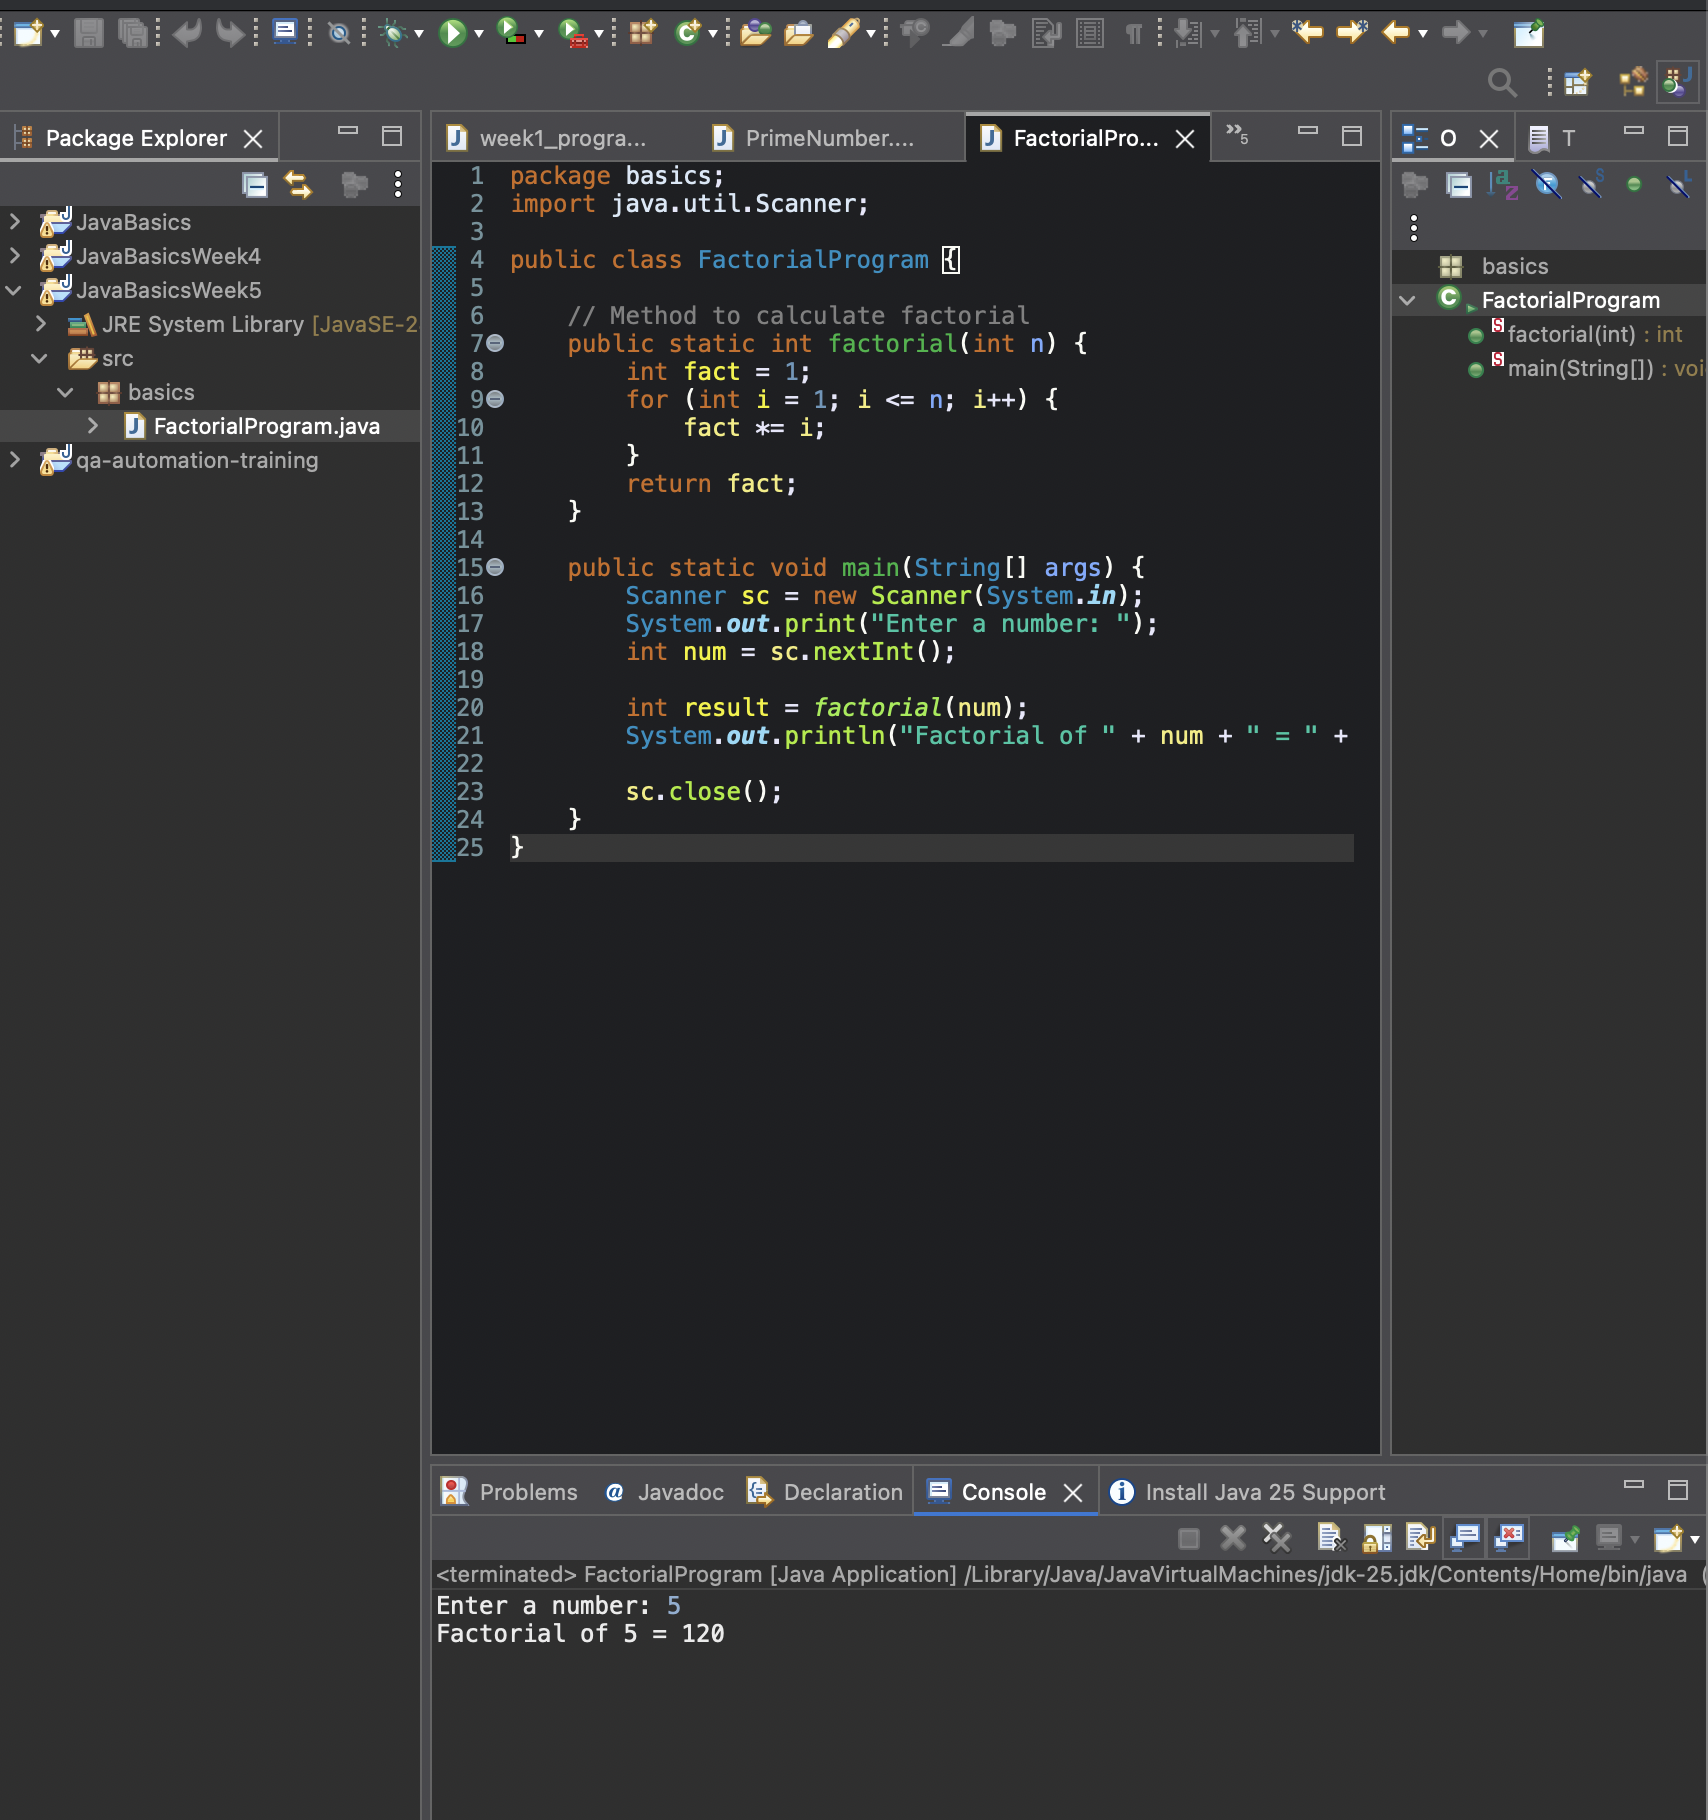 Package Explorer
JavaBasics
JavaBasicsWeek4
JavaBasicsWeek5
JRE System Library [JavaSE-2
src
basics
FactorialProgram.java
qa-automation-training
week1_progra...
PrimeNumber....
FactorialPro...
»5
1 package basics;
2 import java.util.Scanner;
3
4 public class FactorialProgram {
5
6     // Method to calculate factorial
7     public static int factorial(int n) {
8         int fact = 1;
9         for (int i = 1; i <= n; i++) {
10             fact *= i;
11         }
12         return fact;
13     }
14
15     public static void main(String[] args) {
16         Scanner sc = new Scanner(System.in);
17         System.out.print("Enter a number: ");
18         int num = sc.nextInt();
19
20         int result = factorial(num);
21         System.out.println("Factorial of " + num + " = " +
22
23         sc.close();
24     }
25 }
O
T
basics
FactorialProgram
factorial(int) : int
main(String[]) : voi
Problems
Javadoc
Declaration
Console
Install Java 25 Support
<terminated> FactorialProgram [Java Application] /Library/Java/JavaVirtualMachines/jdk-25.jdk/Contents/Home/bin/java (
Enter a number: 5
Factorial of 5 = 120